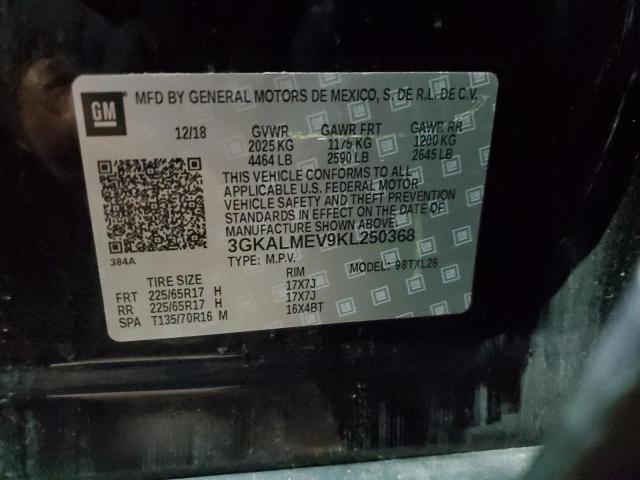 GM
MFD BY GENERAL MOTORS DE MEXICO, S. DE R.L. DE C.V.
12/18 GVWR GAWR FRT GAWR RR
2025 KG 1175 KG 1200 KG
4464 LB 2590 LB 2645 LB
THIS VEHICLE CONFORMS TO ALL
APPLICABLE U.S. FEDERAL MOTOR
VEHICLE SAFETY AND THEFT PREVENTION
STANDARDS IN EFFECT ON THE DATE OF
MANUFACTURE SHOWN ABOVE.
3GKALMEV9KL250368
384A TYPE: M.P.V. MODEL: 98TXL26
TIRE SIZE RIM
FRT 225/65R17 H 17X7J
RR 225/65R17 H 17X7J
SPA T135/70R16 M 16X4BT